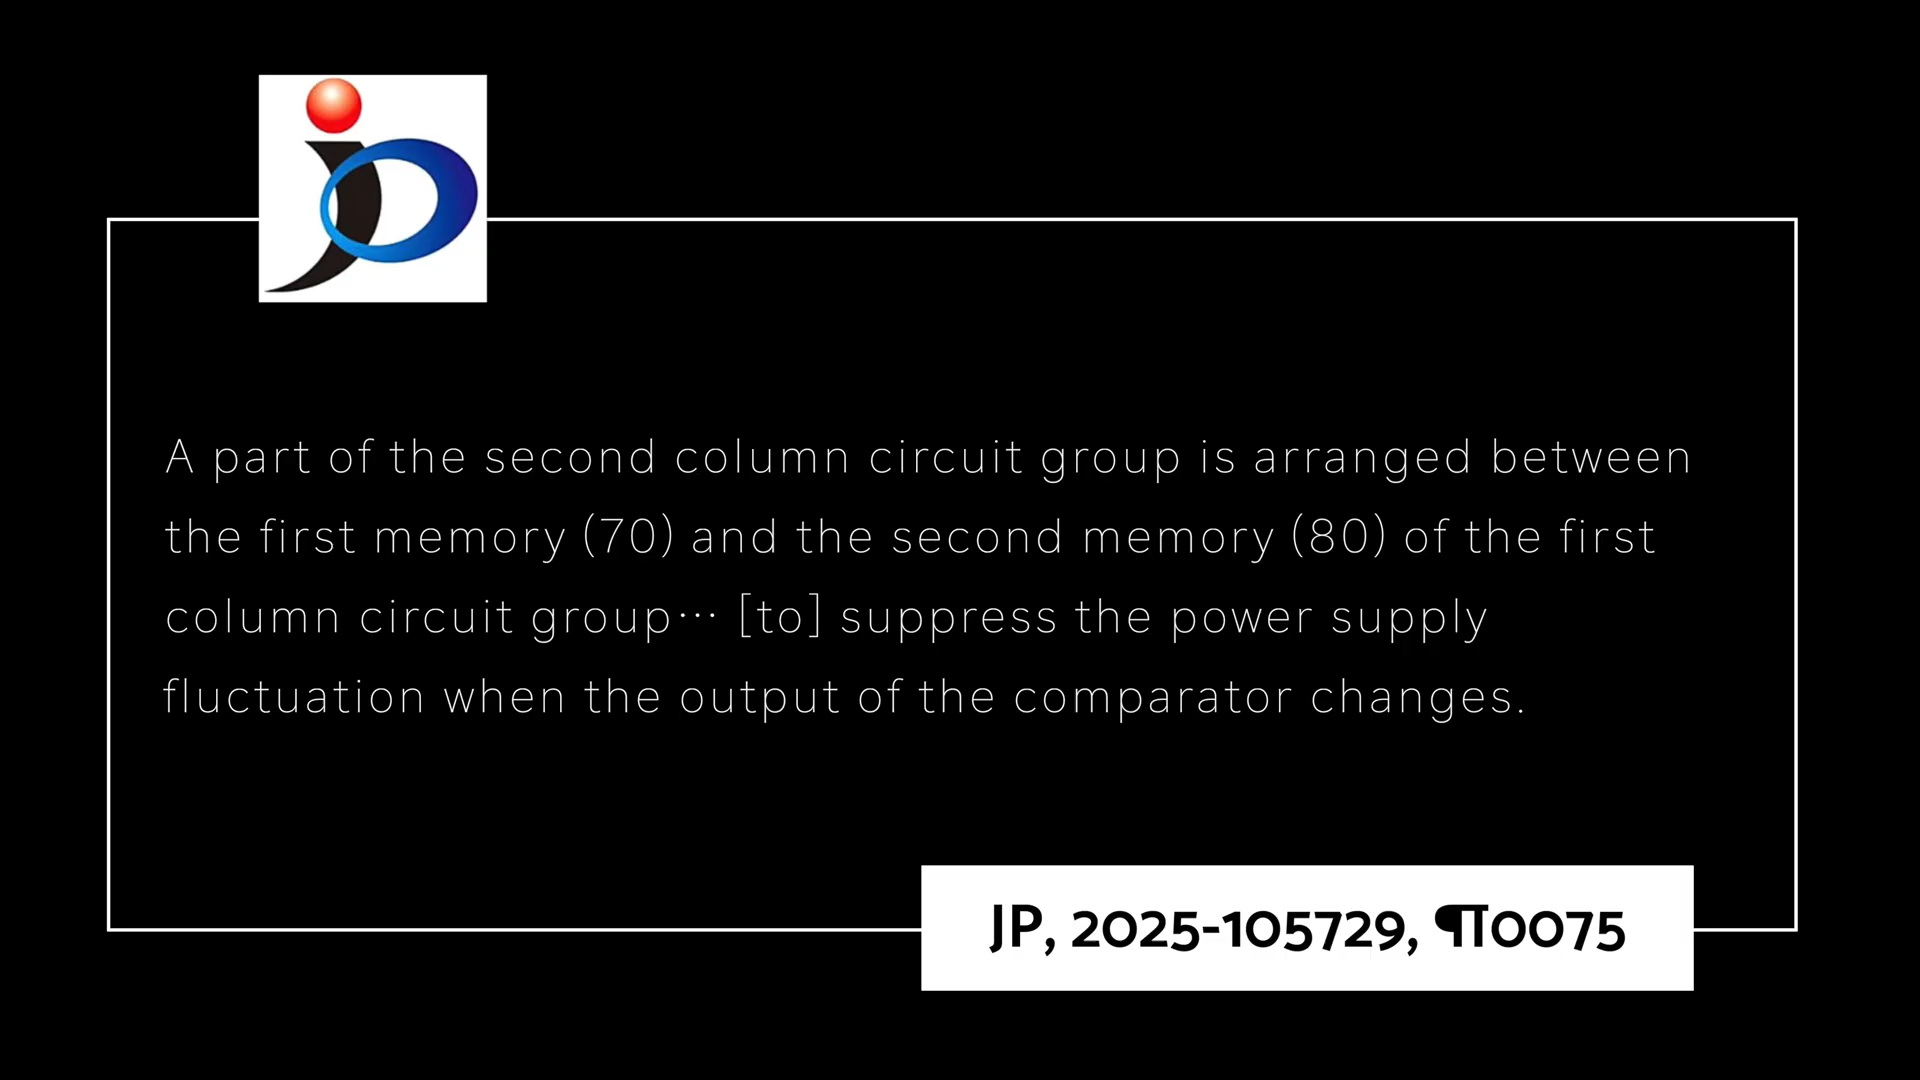 A part of the second column circuit group is arranged between
the first memory (70) and the second memory (80) of the first
column circuit group··· [to] suppress the power supply
fluctuation when the output of the comparator changes.
JP, 2025-105729, ¶0075